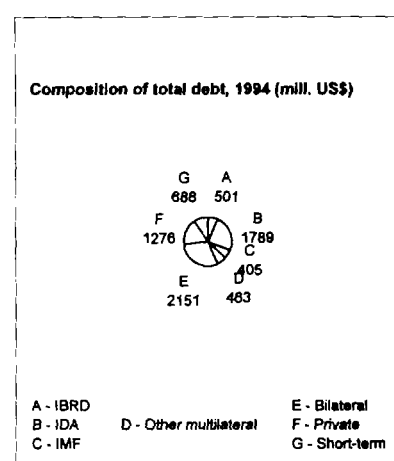 Composition of total debt, 1994 (mill. US$)
G A
688 501
F B
1276 1789
C
405
D
E 463
2151
A - IBRD E - Bilateral
B - IDA D - Other multilateral F - Private
C - IMF G - Short-term